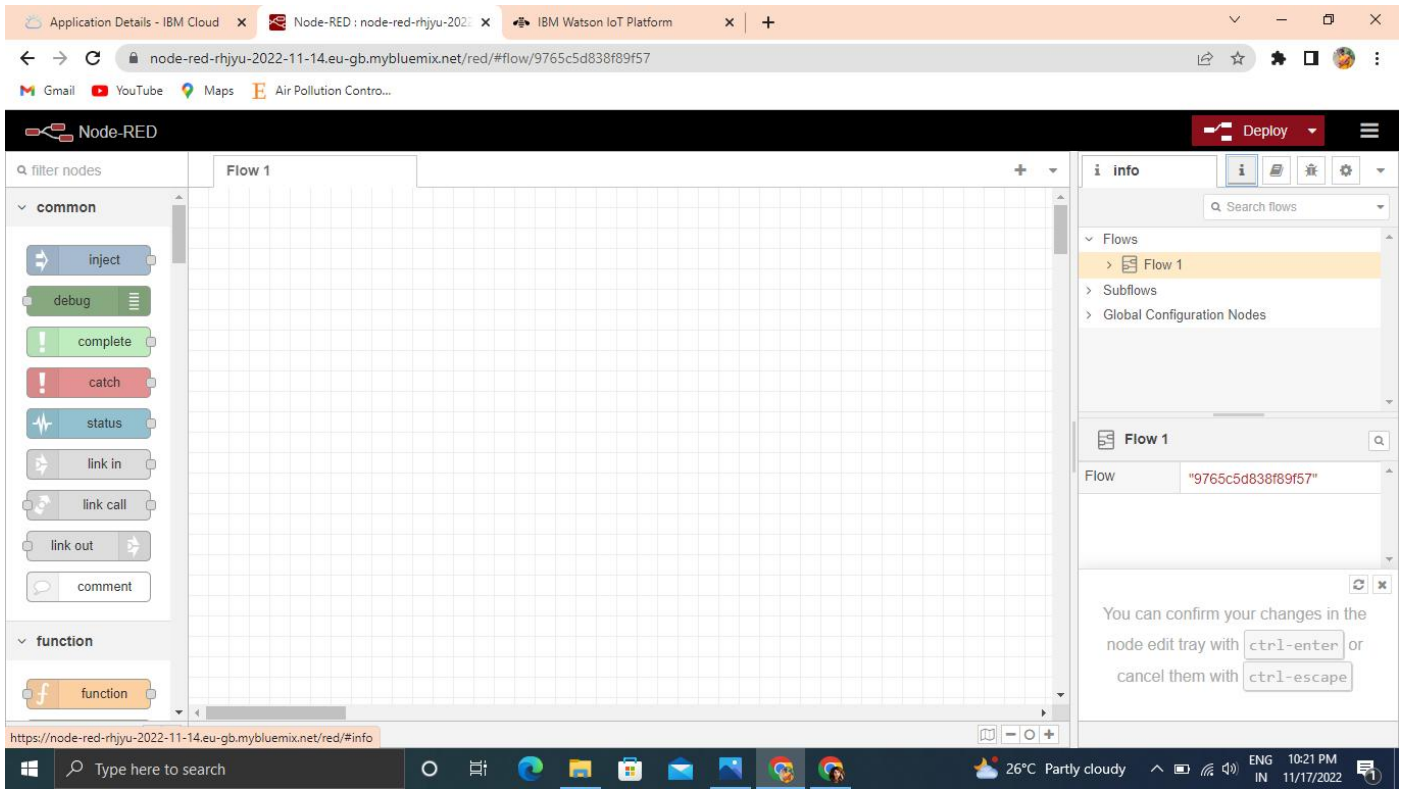 Application Details - IBM Cloud
Node-RED : node-red-rhjyu-202
IBM Watson IoT Platform
node-red-rhjyu-2022-11-14.eu-gb.mybluemix.net/red/#flow/9765c5d838f89f57
Gmail YouTube Maps Air Pollution Contro...
Node-RED
Deploy
filter nodes
Flow 1
i info
i
common
Search flows
inject
debug
complete
catch
status
link in
link call
link out
comment
function
function
Flows
Flow 1
Subflows
Global Configuration Nodes
Flow 1
Flow "9765c5d838f89f57"
You can confirm your changes in the
node edit tray with ctrl-enter or
cancel them with ctrl-escape
https://node-red-rhjyu-2022-11-14.eu-gb.mybluemix.net/red/#info
Type here to search
26°C Partly cloudy
ENG
IN
10:21 PM
11/17/2022
1